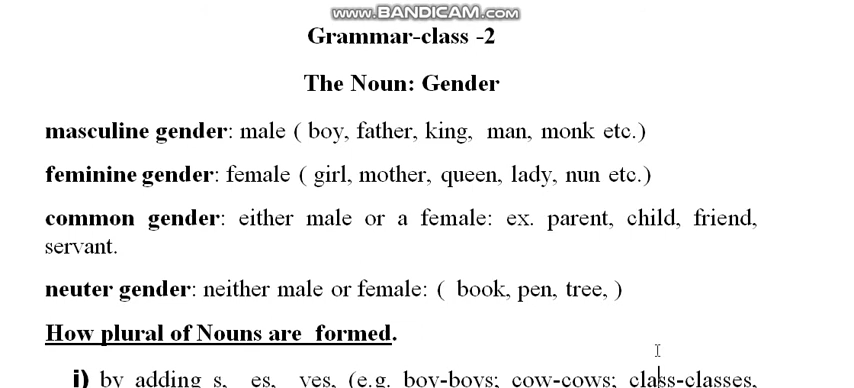 www.BANDICAM.com
Grammar-class -2
The Noun: Gender
masculine gender: male ( boy, father, king, man, monk etc.)
feminine gender: female ( girl, mother, queen, lady, nun etc.)
common gender: either male or a female: ex. parent, child, friend,
servant.
neuter gender: neither male or female: ( book, pen, tree, )
How plural of Nouns are formed.
i) by adding s, es, ves, (e.g. boy-boys; cow-cows; class-classes,